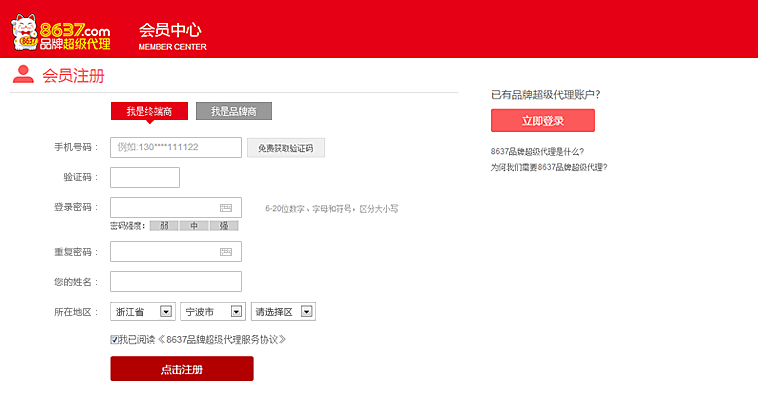 8637.com
品牌超级代理
8637
会员中心
MEMBER CENTER
会员注册
我是终端商 我是品牌商
手机号码： 例如:130****111122 免费获取验证码
验证码：
登录密码： 6-20位数字、字母和符号，区分大小写
密码强度： 弱 中 强
重复密码：
您的姓名：
所在地区： 浙江省 宁波市 请选择区
我已阅读《8637品牌超级代理服务协议》
点击注册
已有品牌超级代理账户？
立即登录
8637品牌超级代理是什么？
为何我们需要8637品牌超级代理？